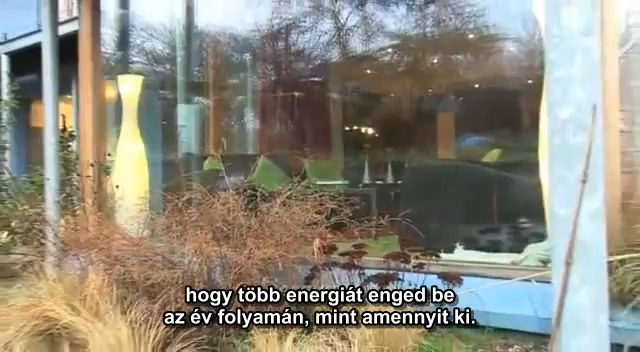 hogy több energiát enged be
az év folyamán, mint amennyit ki.